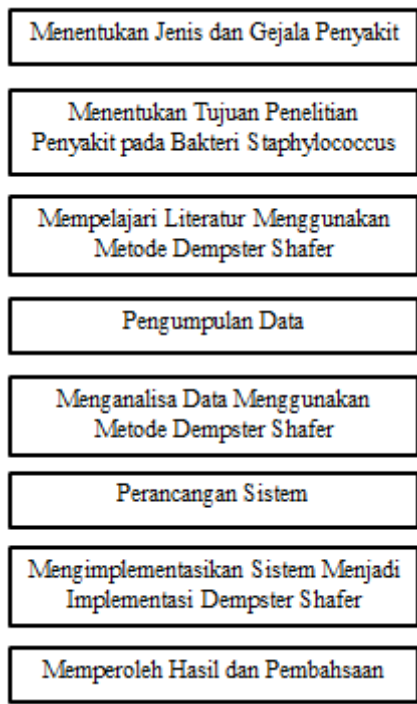 Menentukan Jenis dan Gejala Penyakit
Menentukan Tujuan Penelitian
Penyakit pada Bakteri Staphylococcus
Mempelajari Literatur Menggunakan
Metode Dempster Shafer
Pengumpulan Data
Menganalisa Data Menggunakan
Metode Dempster Shafer
Perancangan Sistem
Mengimplementasikan Sistem Menjadi
Implementasi Dempster Shafer
Memperoleh Hasil dan Pembahsaan